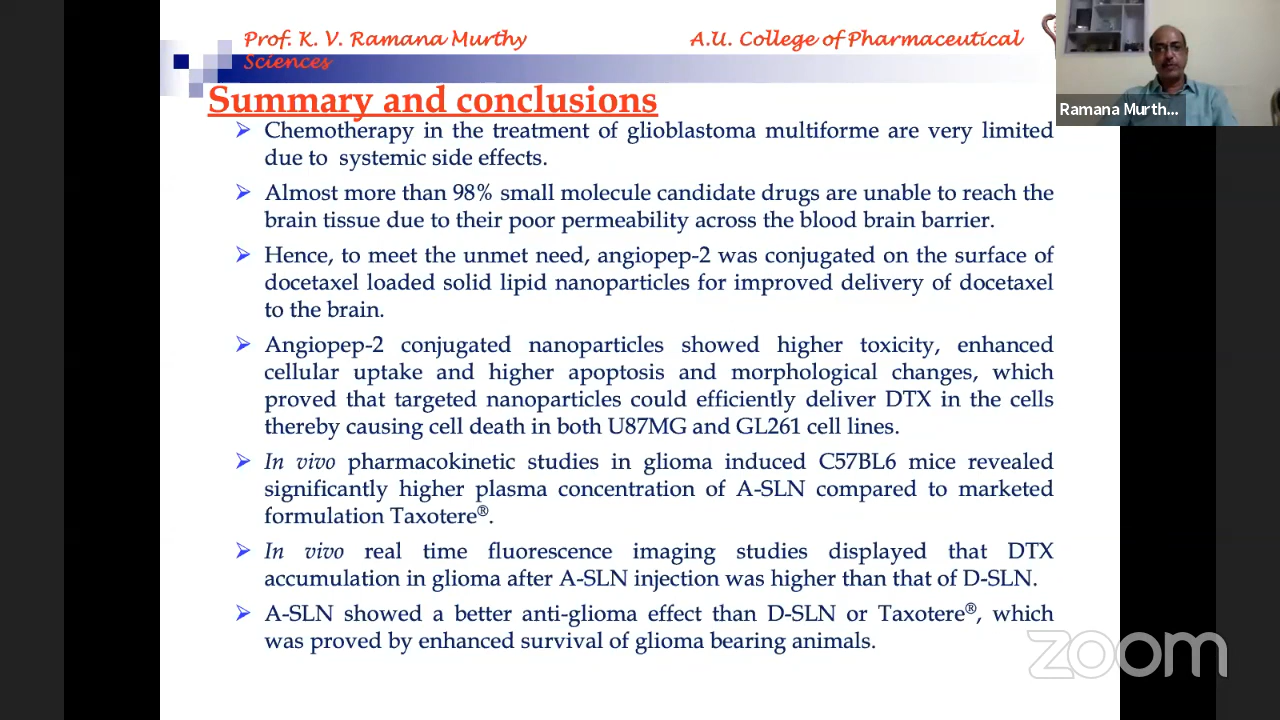 Prof. K. V. Ramana Murthy A.U. College of Pharmaceutical
Sciences
Summary and conclusions
➢ Chemotherapy in the treatment of glioblastoma multiforme are very limited
due to systemic side effects.
➢ Almost more than 98% small molecule candidate drugs are unable to reach the
brain tissue due to their poor permeability across the blood brain barrier.
➢ Hence, to meet the unmet need, angiopep-2 was conjugated on the surface of
docetaxel loaded solid lipid nanoparticles for improved delivery of docetaxel
to the brain.
➢ Angiopep-2 conjugated nanoparticles showed higher toxicity, enhanced
cellular uptake and higher apoptosis and morphological changes, which
proved that targeted nanoparticles could efficiently deliver DTX in the cells
thereby causing cell death in both U87MG and GL261 cell lines.
➢ In vivo pharmacokinetic studies in glioma induced C57BL6 mice revealed
significantly higher plasma concentration of A-SLN compared to marketed
formulation Taxotere®.
➢ In vivo real time fluorescence imaging studies displayed that DTX
accumulation in glioma after A-SLN injection was higher than that of D-SLN.
➢ A-SLN showed a better anti-glioma effect than D-SLN or Taxotere®, which
was proved by enhanced survival of glioma bearing animals.
Ramana Murth...
zoom